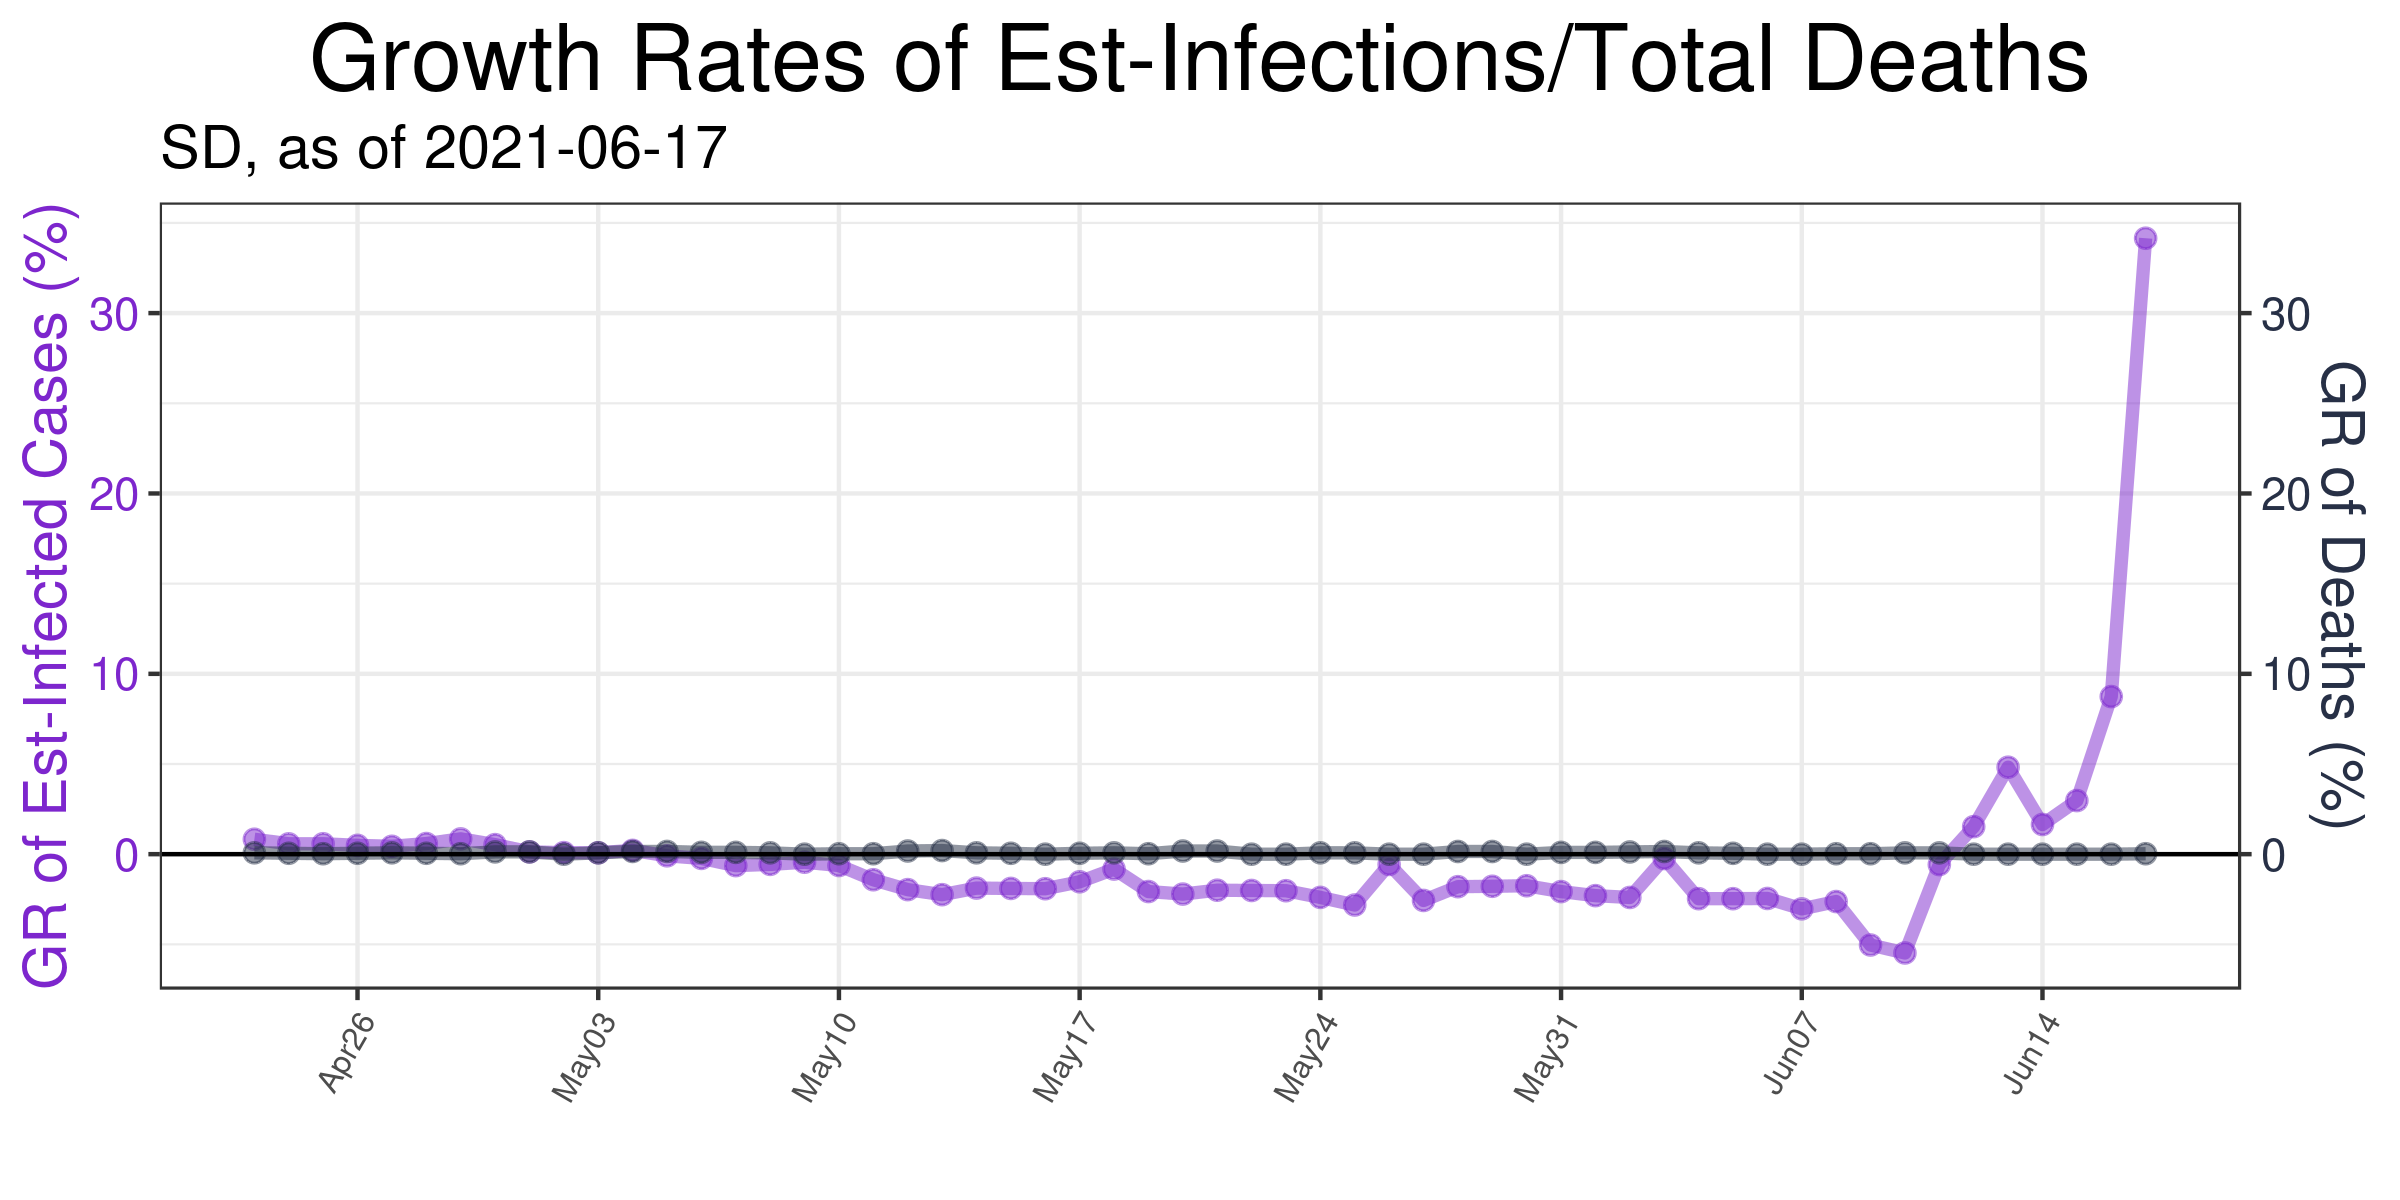 Growth Rates of Est-Infections/Total Deaths
SD, as of 2021-06-17
GR of Est-Infected Cases (%)
30
20
10
0
30
20
10
0
GR of Deaths (%)
Apr26
May03
May10
May17
May24
May31
Jun07
Jun14